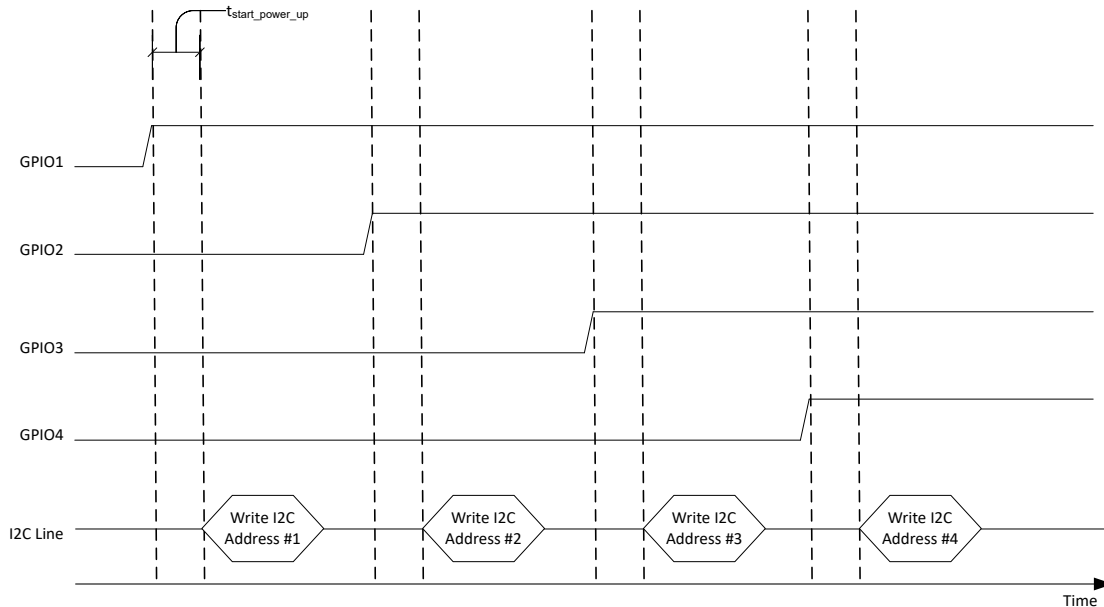 tstart_power_up
GPIO1
GPIO2
GPIO3
GPIO4
I2C Line
Write I2C
Address #1
Write I2C
Address #2
Write I2C
Address #3
Write I2C
Address #4
Time